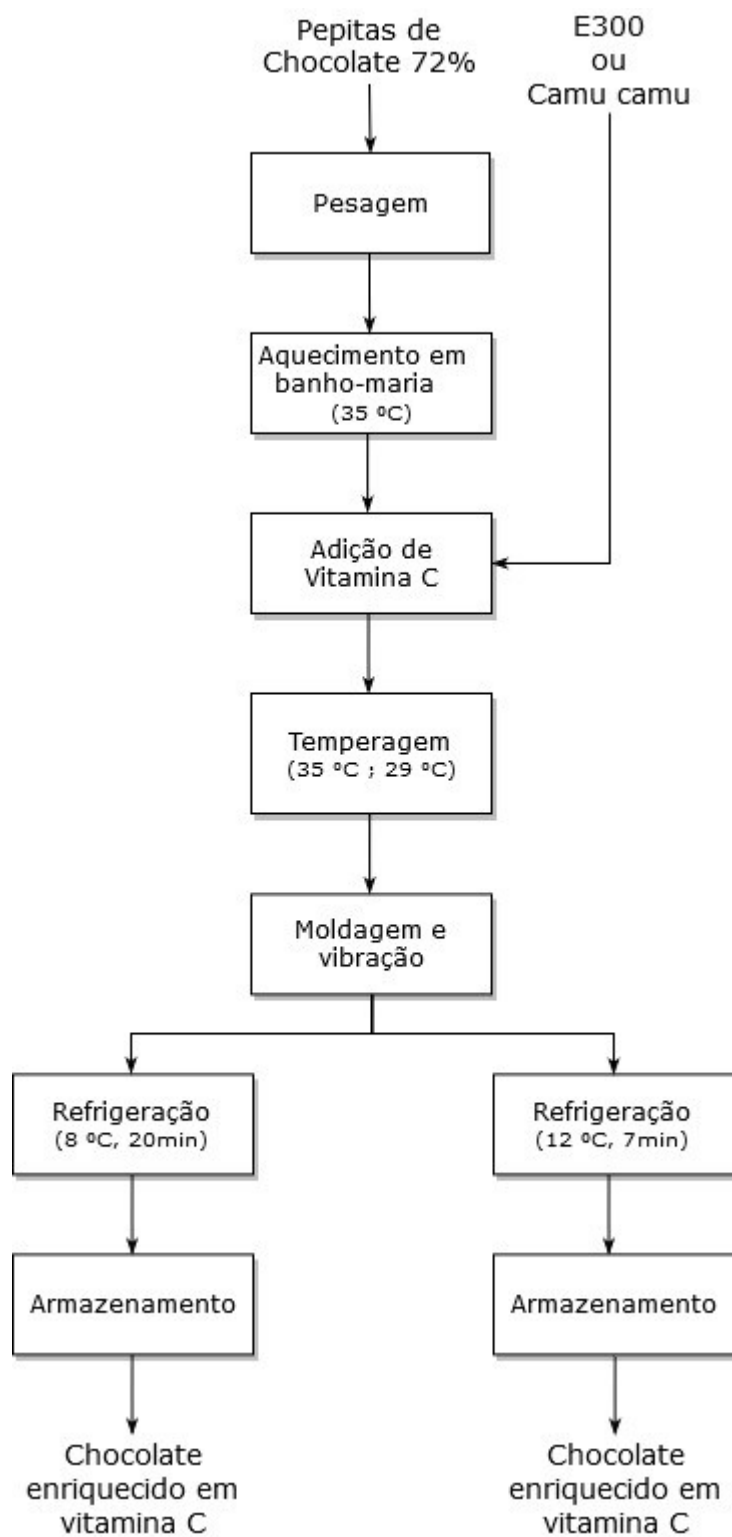 Pepitas de
Chocolate 72%
E300
ou
Camu camu
Pesagem
Aquecimento em
banho-maria
(35 ºC)
Adição de
Vitamina C
Temperagem
(35 ºC ; 29 ºC)
Moldagem e
vibração
Refrigeração
(8 ºC, 20min)
Refrigeração
(12 ºC, 7min)
Armazenamento
Armazenamento
Chocolate
enriquecido em
vitamina C
Chocolate
enriquecido em
vitamina C